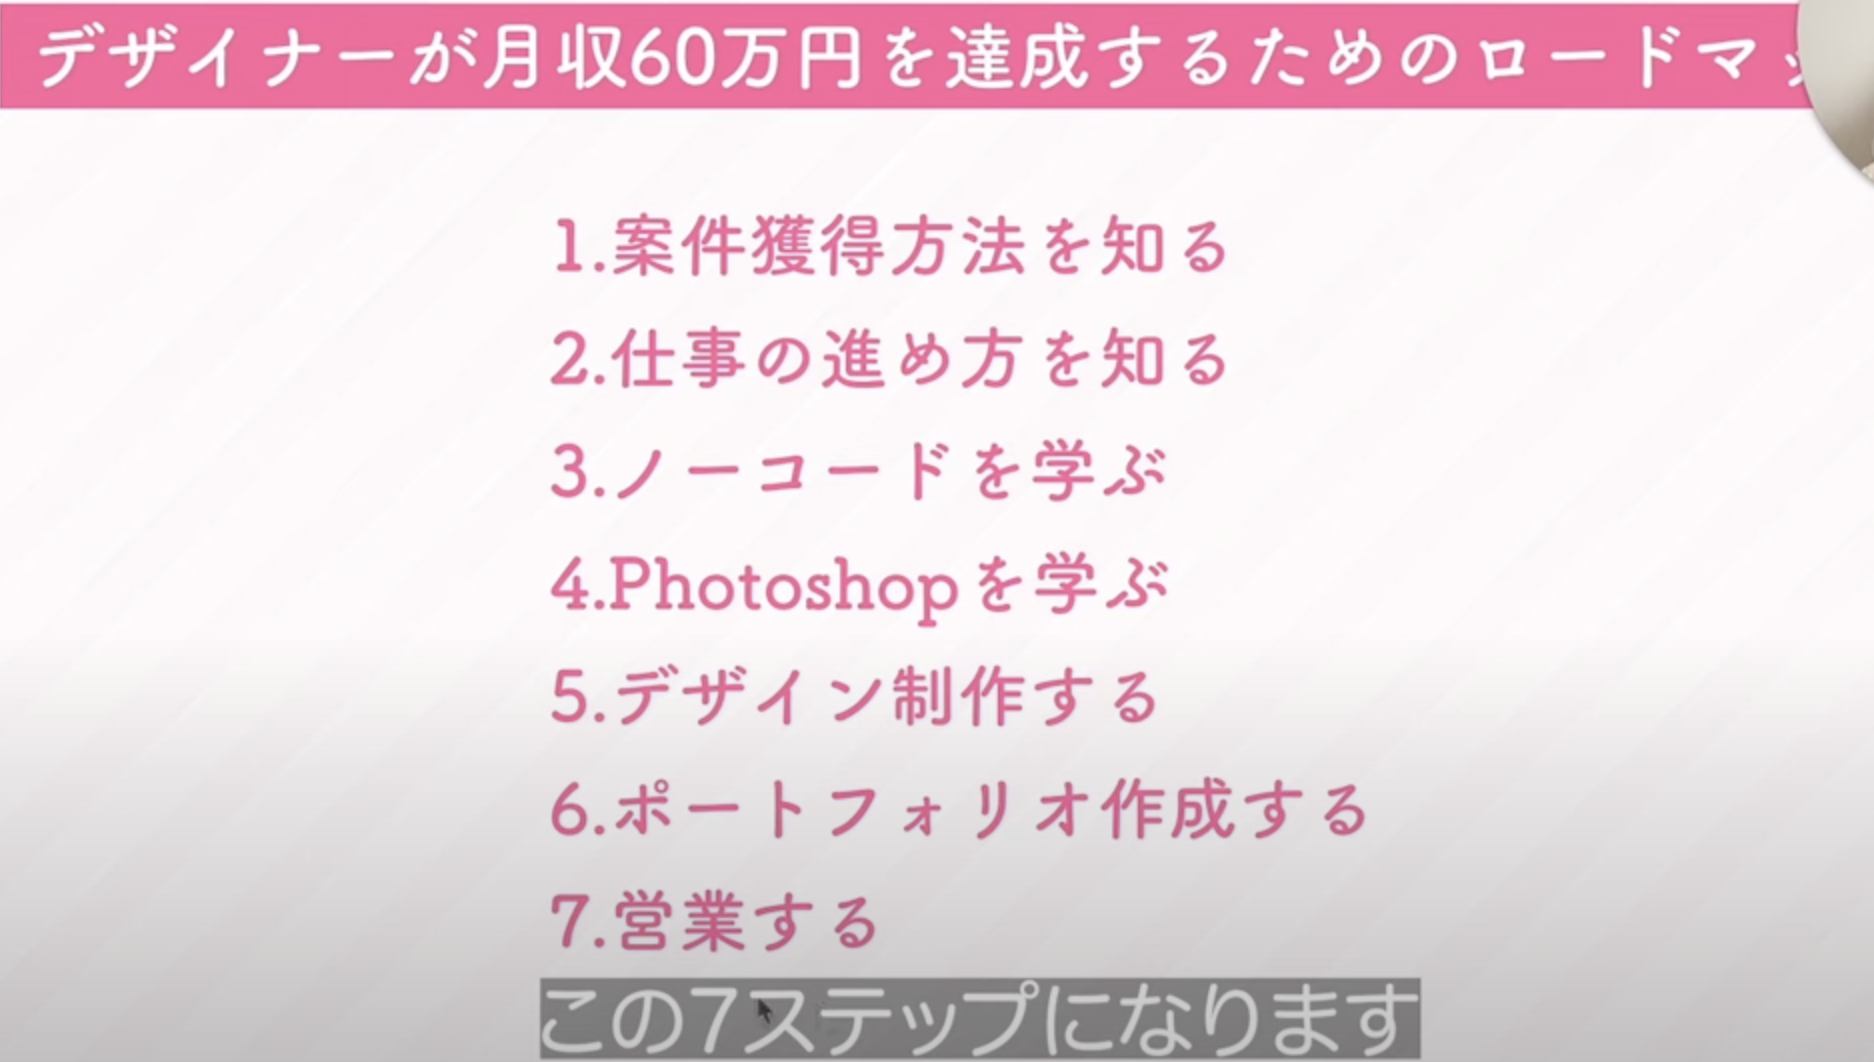 デザイナーが月収60万円を達成するためのロードマッ
1.案件獲得方法を知る
2.仕事の進め方を知る
3.ノーコードを学ぶ
4.Photoshopを学ぶ
5.デザイン制作する
6.ポートフォリオ作成する
7.営業する
この7ステップになります